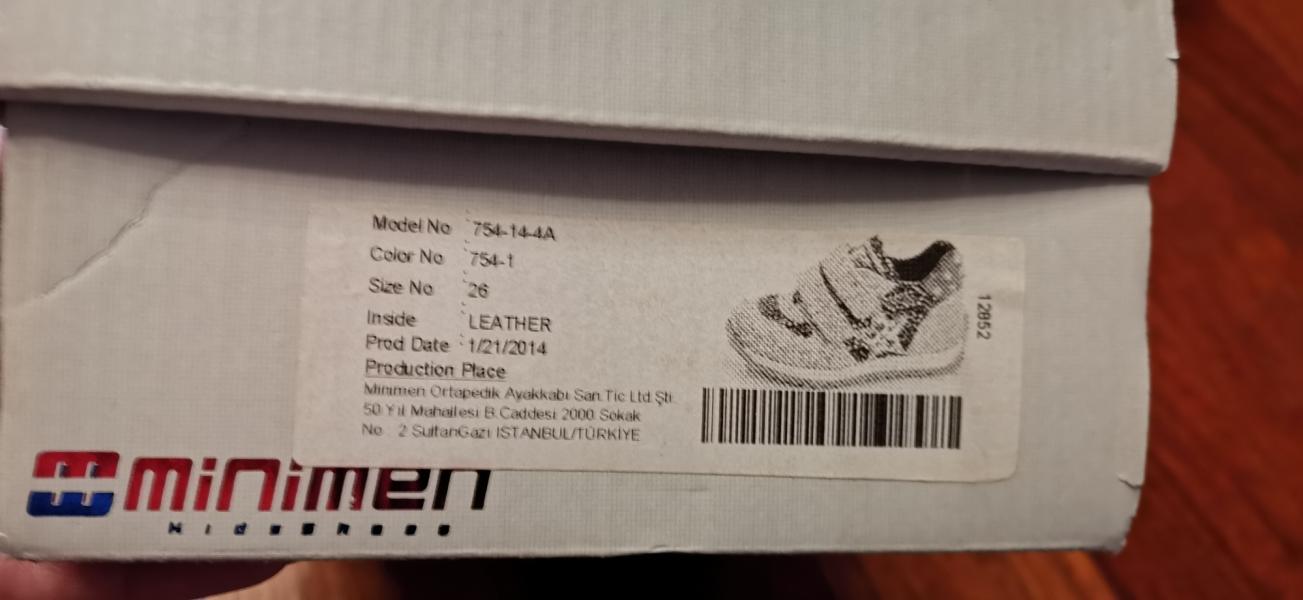 Model No : 754-14-4A
Color No : 754-1
Size No : 26
Inside : LEATHER
Prod Date : 1/21/2014
Production Place
Minimen Ortapedik Ayakkabı San.Tic Ltd.Şti.
50.Yıl Mahallesi B.Caddesi 2000.Sokak
No : 2 SultanGazi ISTANBUL/TÜRKİYE
12852
minimen